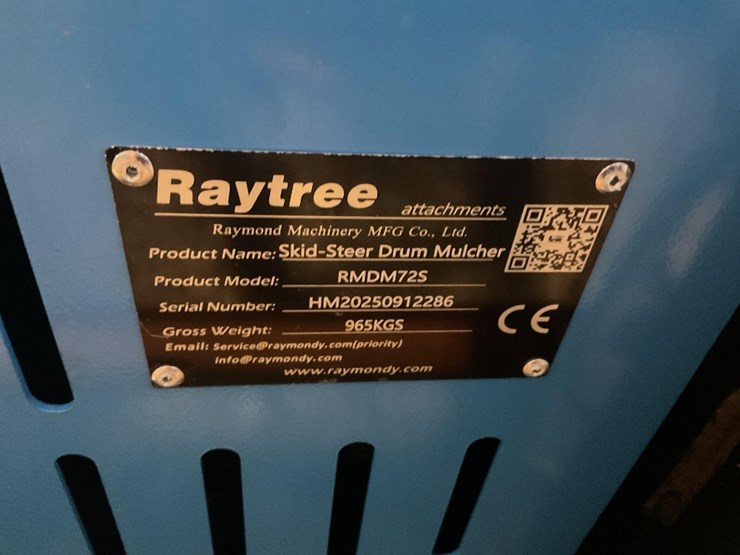 Raytree attachments
Raymond Machinery MFG Co., Ltd.
Product Name: Skid-Steer Drum Mulcher
Product Model: RMDM72S
Serial Number: HM20250912286
Gross Weight: 965KGS
Email: Service@raymondy.com(priority)
info@raymondy.com
www.raymondy.com
CE